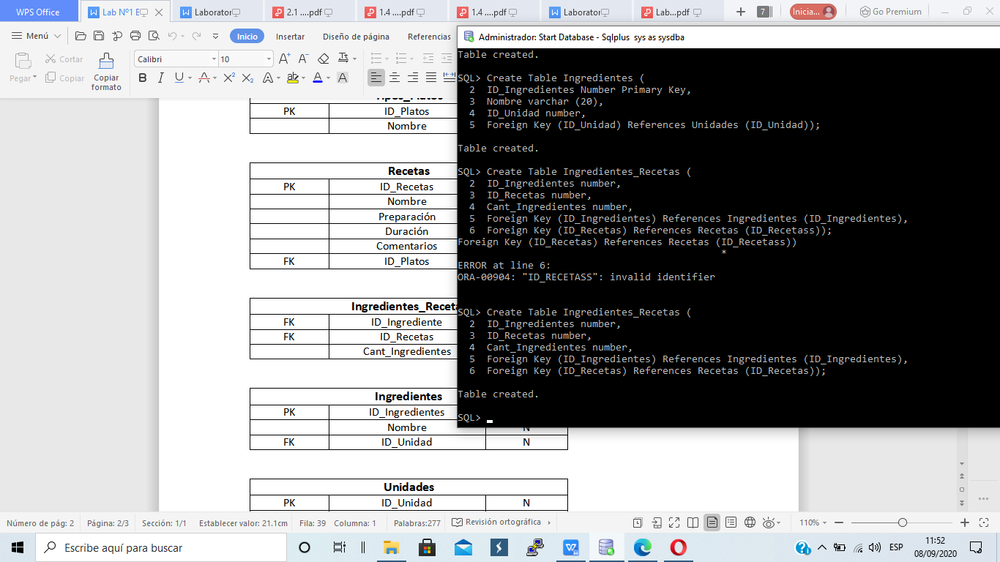 WPS Office
Lab Nº1 E
Laborator
2.1 ....pdf
1.4 ....pdf
1.4 ....pdf
Laborator
Lab...pdf
7
Inicia...
Go Premium
Menú
Inicio
Insertar
Diseño de página
Referencias
Pegar
Cortar
Copiar
Copiar
formato
Calibri
10
Tipos_Platos
PK ID_Platos
Nombre
Recetas
PK ID_Recetas
Nombre
Preparación
Duración
Comentarios
FK ID_Platos
Ingredientes_Receta
FK ID_Ingrediente
FK ID_Recetas
Cant_Ingredientes
Ingredientes
PK ID_Ingredientes
Nombre N
FK ID_Unidad N
Unidades
PK ID_Unidad N
Administrador: Start Database - Sqlplus sys as sysdba
Table created.
SQL> Create Table Ingredientes (
2 ID_Ingredientes Number Primary Key,
3 Nombre varchar (20),
4 ID_Unidad number,
5 Foreign Key (ID_Unidad) References Unidades (ID_Unidad));
Table created.
SQL> Create Table Ingredientes_Recetas (
2 ID_Ingredientes number,
3 ID_Recetas number,
4 Cant_Ingredientes number,
5 Foreign Key (ID_Ingredientes) References Ingredientes (ID_Ingredientes),
6 Foreign Key (ID_Recetas) References Recetas (ID_Recetass));
Foreign Key (ID_Recetas) References Recetas (ID_Recetass))
*
ERROR at line 6:
ORA-00904: "ID_RECETASS": invalid identifier
SQL> Create Table Ingredientes_Recetas (
2 ID_Ingredientes number,
3 ID_Recetas number,
4 Cant_Ingredientes number,
5 Foreign Key (ID_Ingredientes) References Ingredientes (ID_Ingredientes),
6 Foreign Key (ID_Recetas) References Recetas (ID_Recetas));
Table created.
SQL>
Número de pág: 2
Página: 2/3
Sección: 1/1
Establecer valor: 21.1cm
Fila: 39
Columna: 1
Palabras:277
Revisión ortográfica
110%
Escribe aquí para buscar
ESP
11:52
08/09/2020